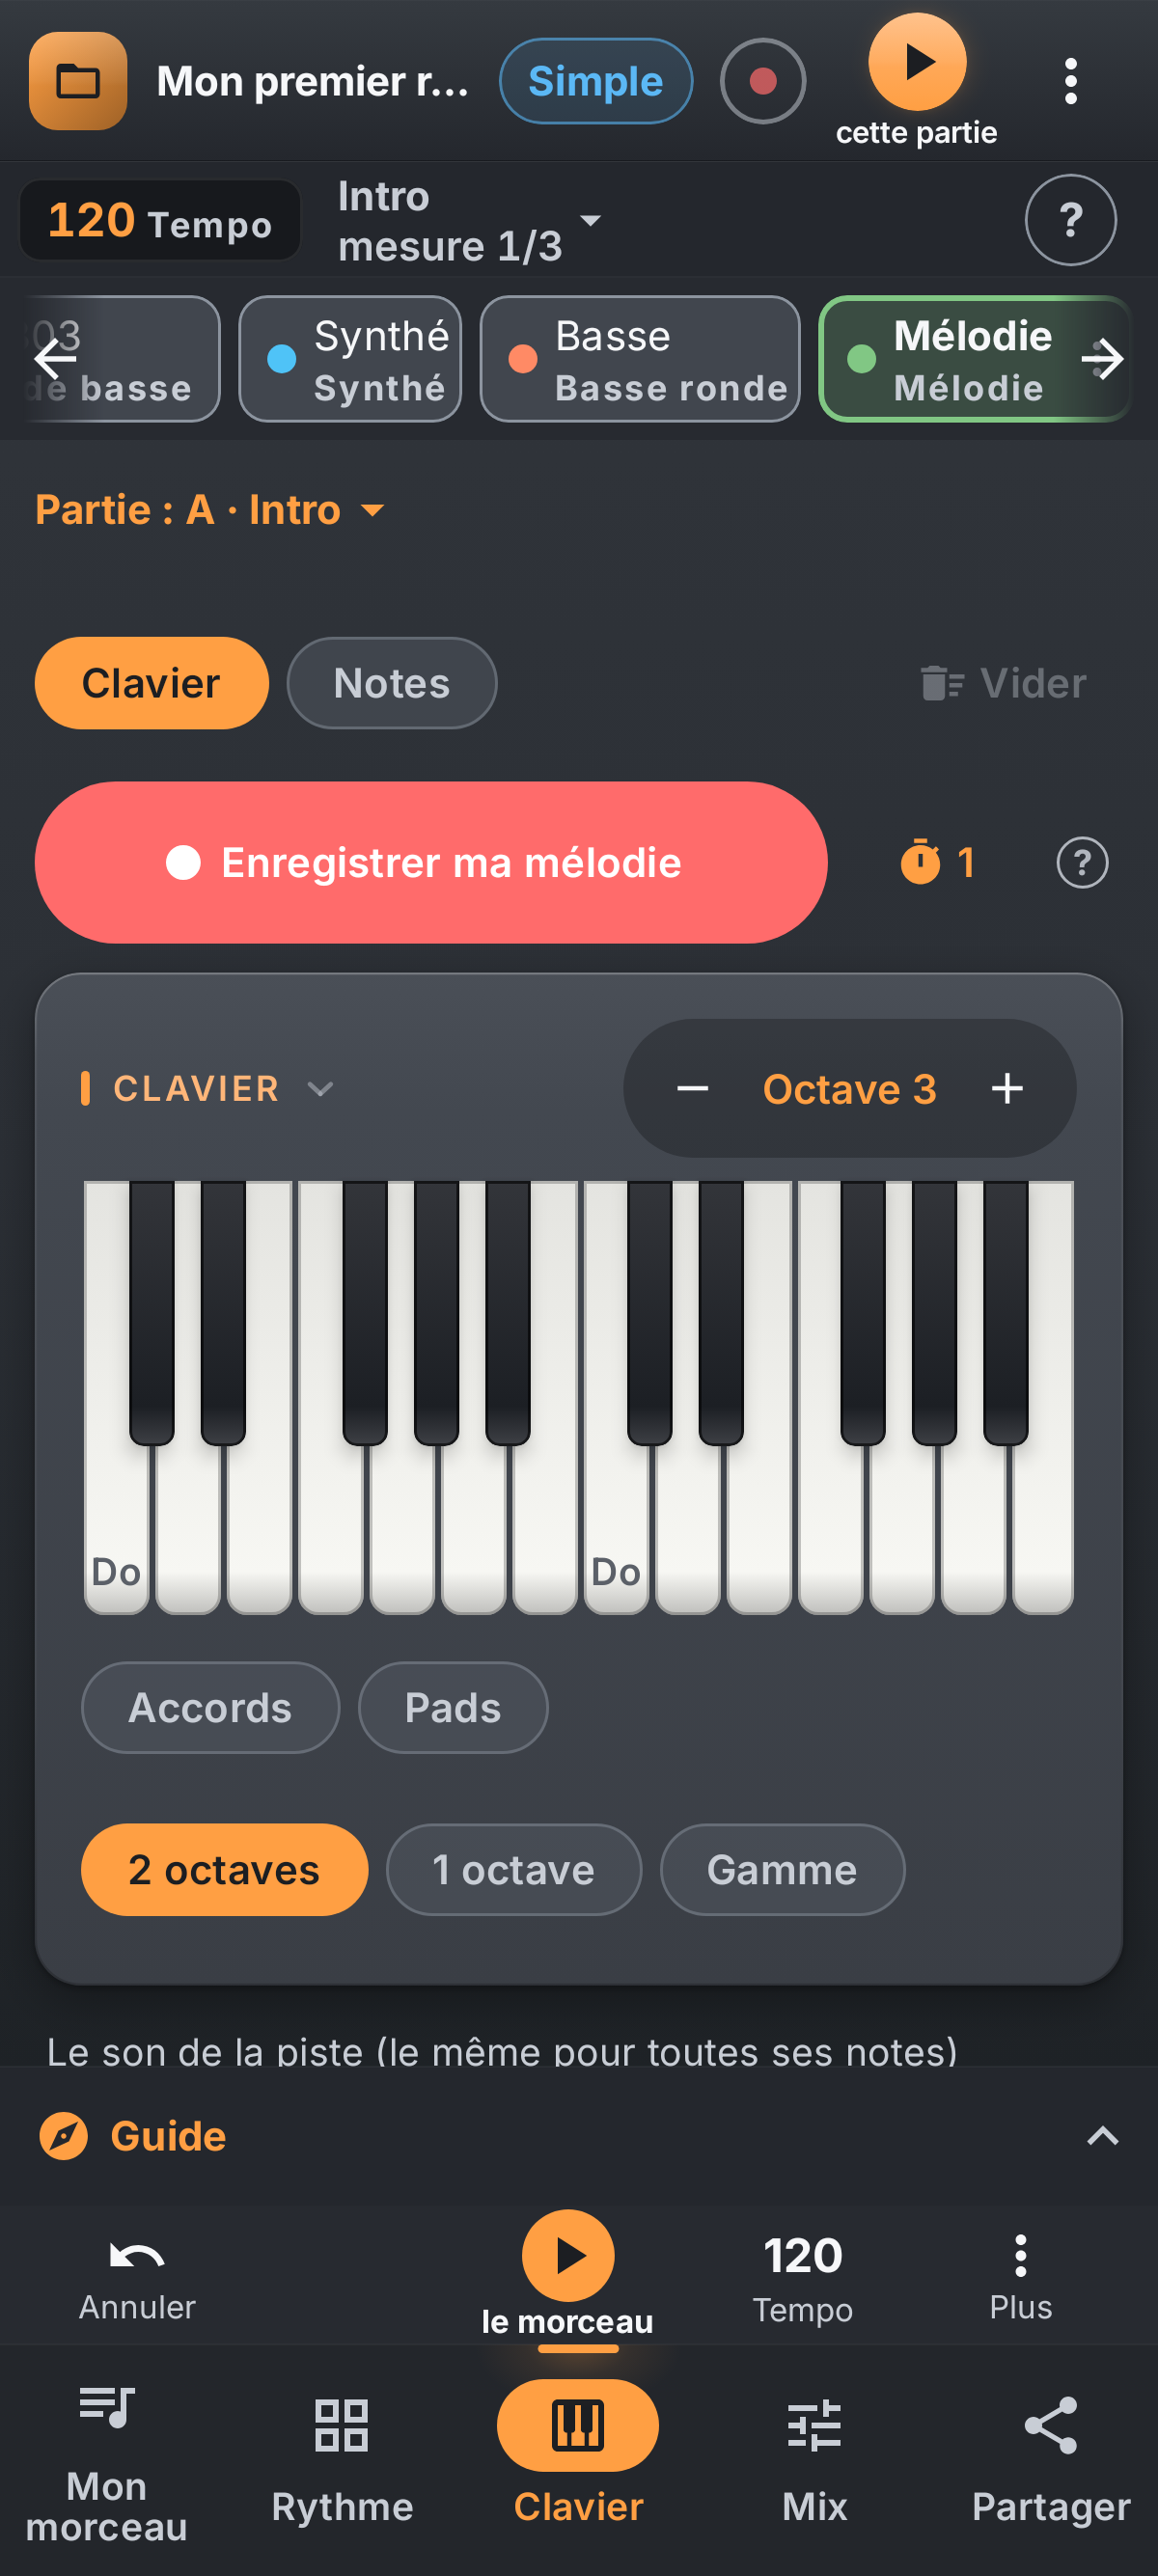 Mon premier r...
Simple
cette partie
120 Tempo
Intro
mesure 1/3
?
303
de basse
Synthé
Synthé
Basse
Basse ronde
Mélodie
Mélodie
Partie : A · Intro
Clavier
Notes
Vider
Enregistrer ma mélodie
1
?
CLAVIER
− Octave 3 +
Do
Do
Accords
Pads
2 octaves
1 octave
Gamme
Le son de la piste (le même pour toutes ses notes)
Guide
Annuler
le morceau
120
Tempo
Plus
Mon
morceau
Rythme
Clavier
Mix
Partager